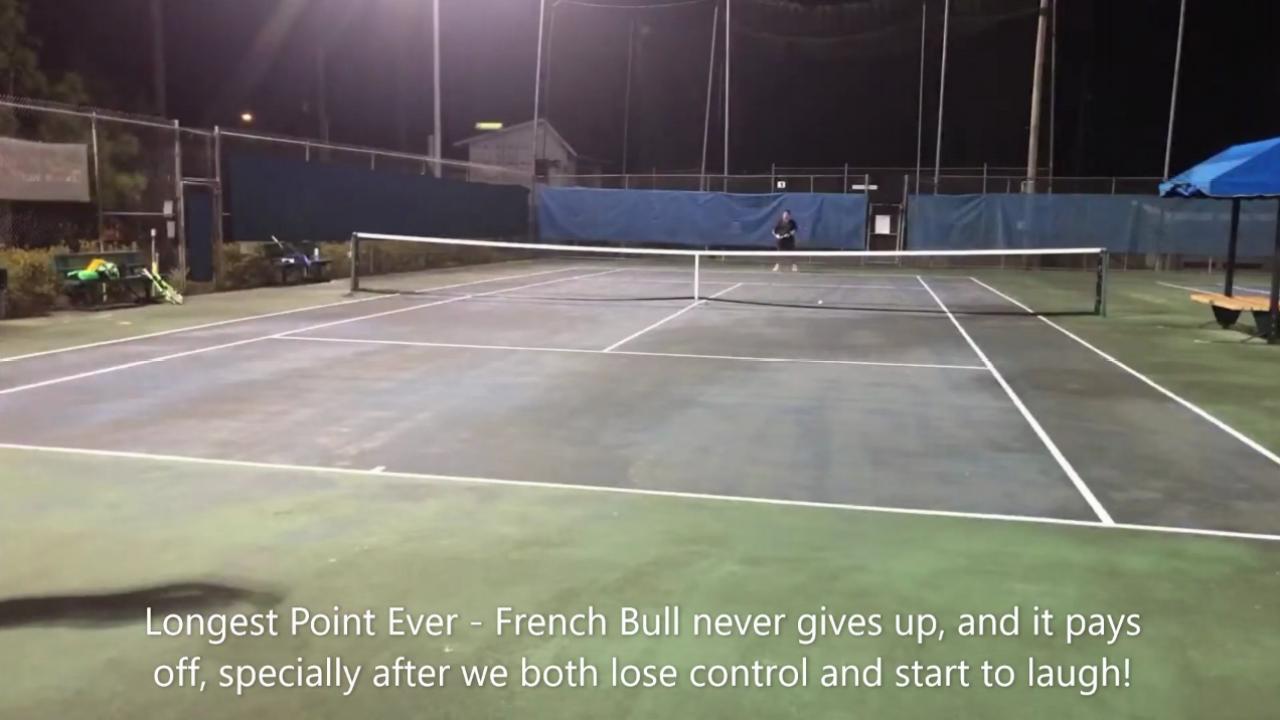 Longest Point Ever - French Bull never gives up, and it pays
off, specially after we both lose control and start to laugh!